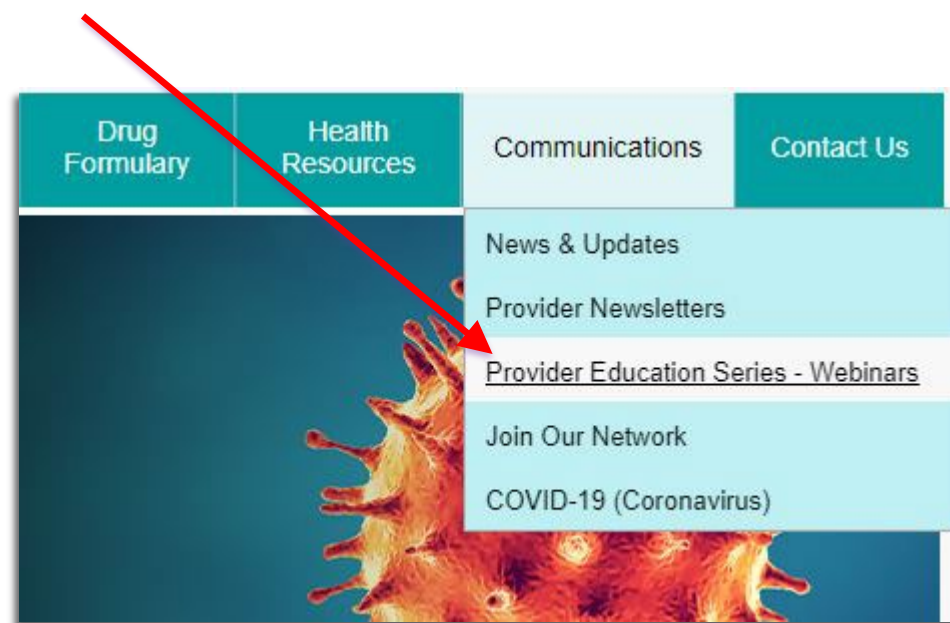 Drug
Formulary
Health
Resources
Communications
Contact Us
News & Updates
Provider Newsletters
Provider Education Series - Webinars
Join Our Network
COVID-19 (Coronavirus)